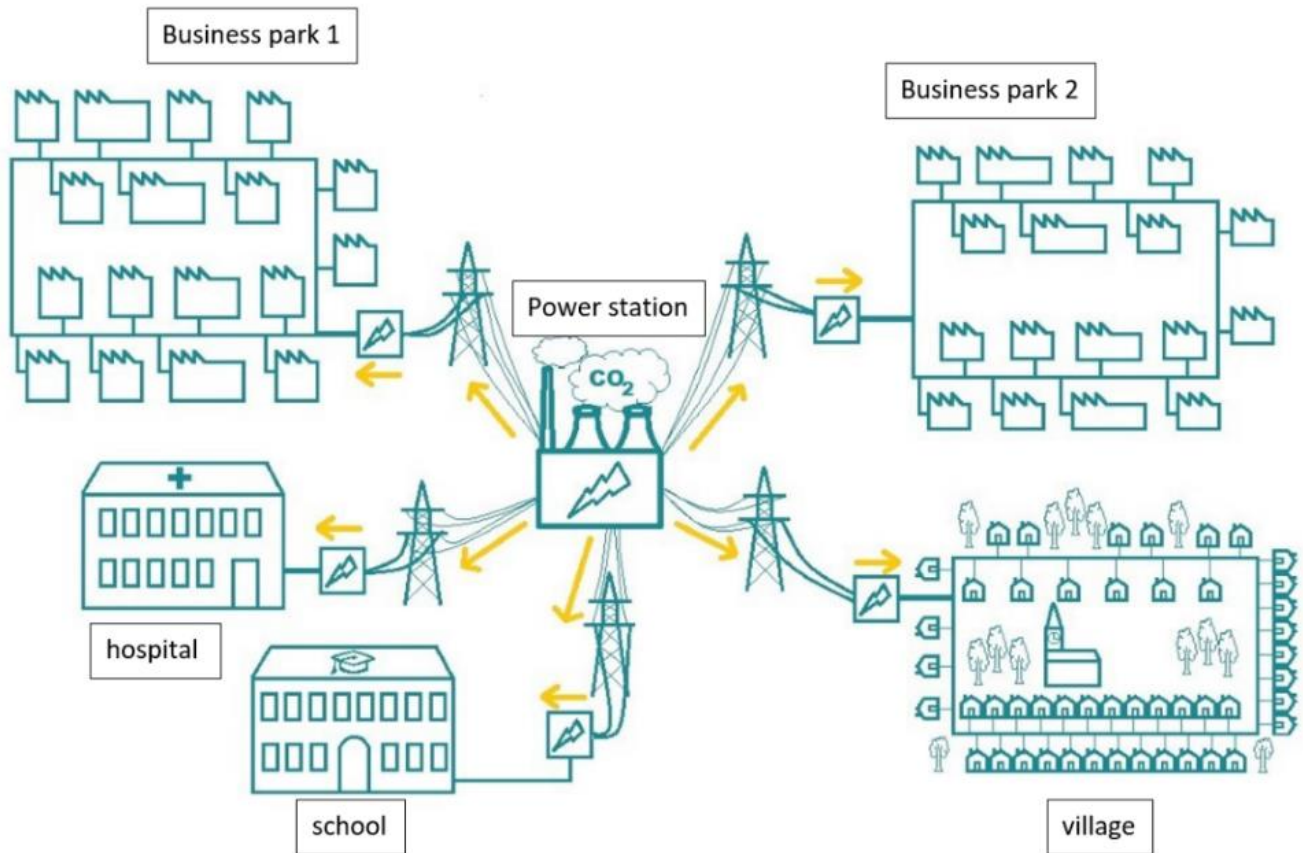 Business park 1
Business park 2
Power station
CO2
hospital
school
village